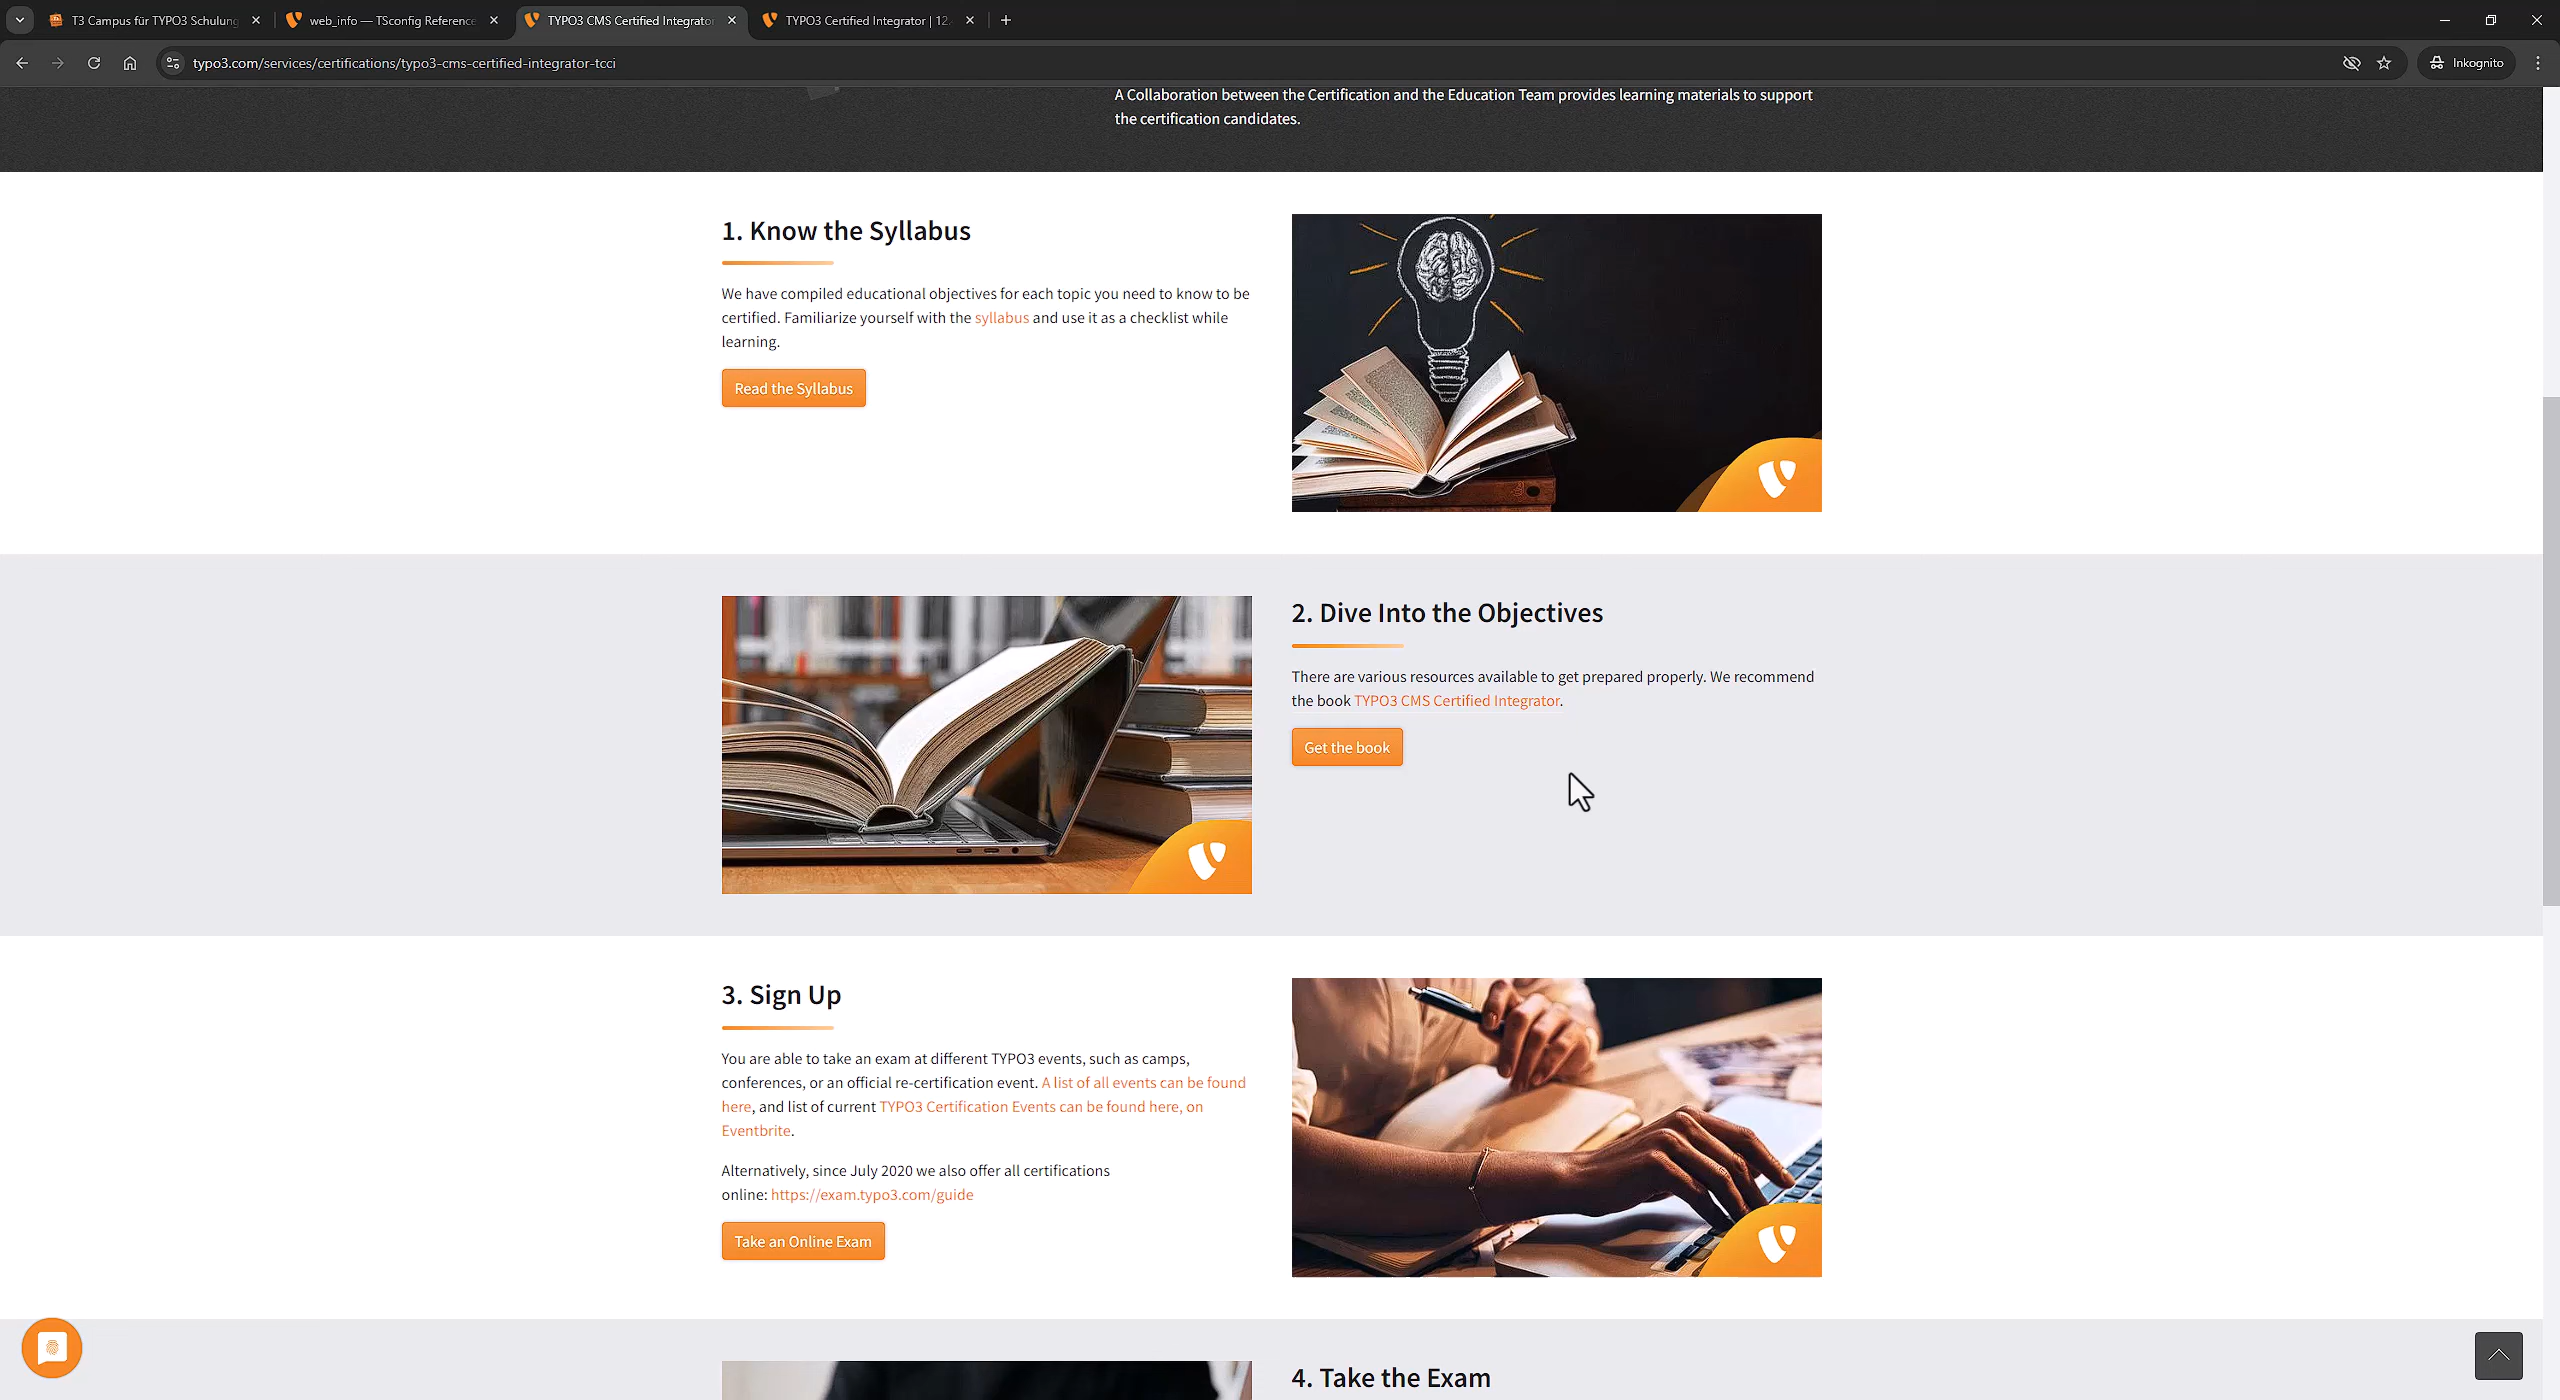 T3 Campus für TYPO3 Schulung
web_info — TSconfig Reference
TYPO3 CMS Certified Integrator
TYPO3 Certified Integrator | 12.
typo3.com/services/certifications/typo3-cms-certified-integrator-tcci
Inkognito
A Collaboration between the Certification and the Education Team provides learning materials to support
the certification candidates.
1. Know the Syllabus
We have compiled educational objectives for each topic you need to know to be
certified. Familiarize yourself with the syllabus and use it as a checklist while
learning.
Read the Syllabus
2. Dive Into the Objectives
There are various resources available to get prepared properly. We recommend
the book TYPO3 CMS Certified Integrator.
Get the book
3. Sign Up
You are able to take an exam at different TYPO3 events, such as camps,
conferences, or an official re-certification event. A list of all events can be found
here, and list of current TYPO3 Certification Events can be found here, on
Eventbrite.
Alternatively, since July 2020 we also offer all certifications
online: https://exam.typo3.com/guide
Take an Online Exam
4. Take the Exam